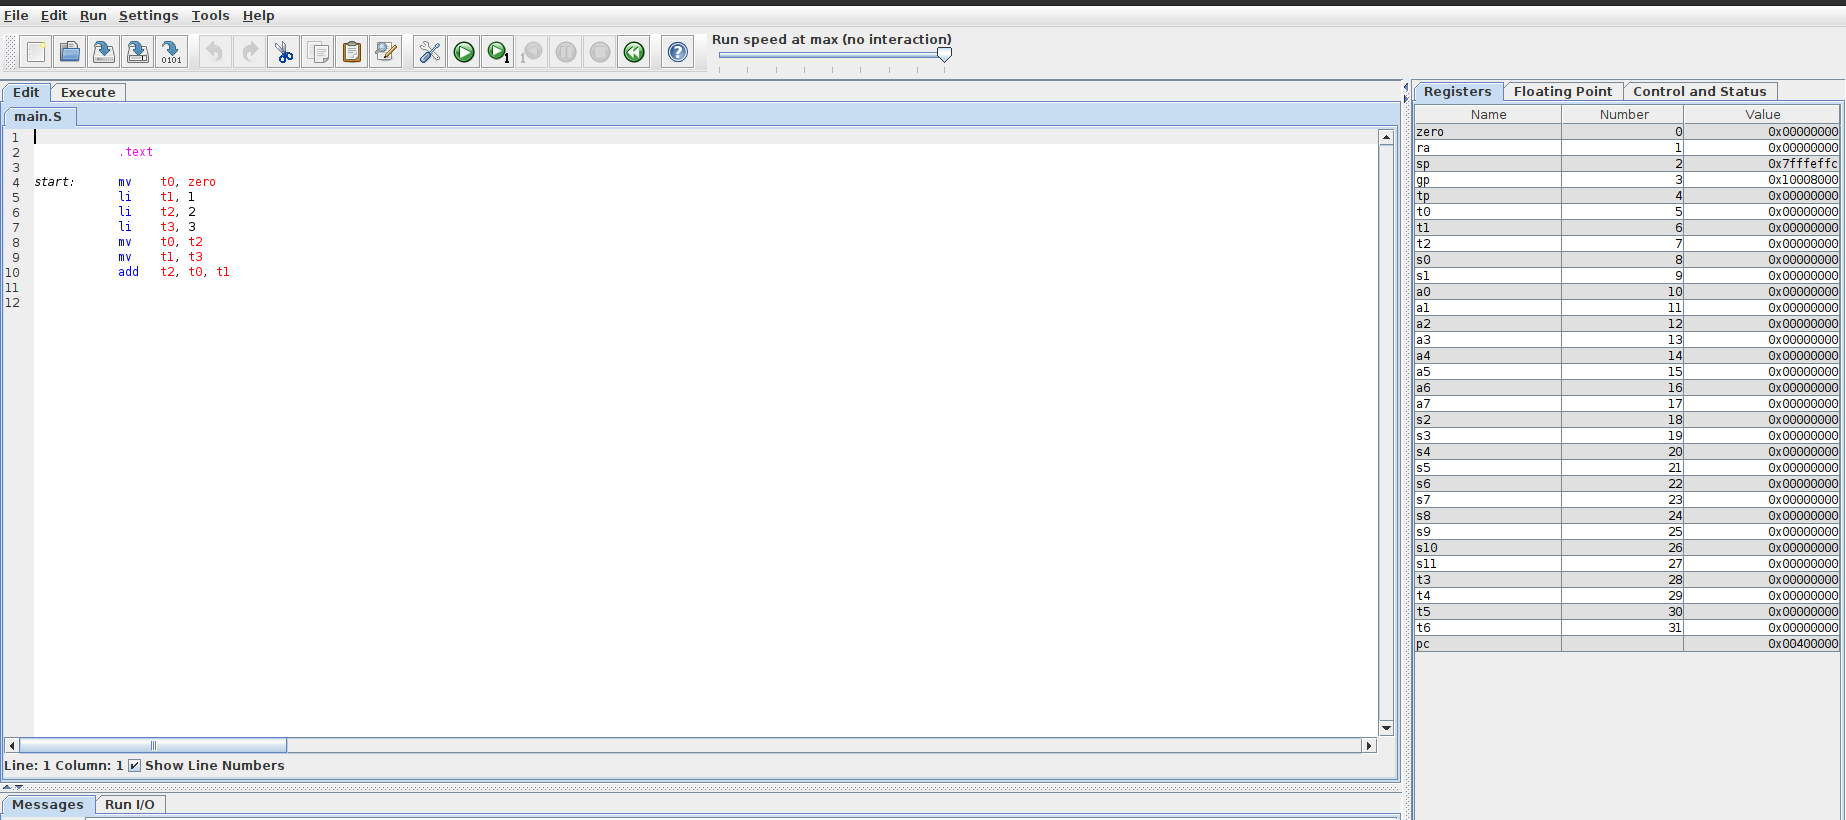 File Edit Run Settings Tools Help
Run speed at max (no interaction)
0101
1
1
Edit Execute
main.S
1
2 .text
3
4 start: mv t0, zero
5 li t1, 1
6 li t2, 2
7 li t3, 3
8 mv t0, t2
9 mv t1, t3
10 add t2, t0, t1
11
12
Line: 1 Column: 1 Show Line Numbers
Messages Run I/O
Registers Floating Point Control and Status
Name Number Value
zero 0 0x00000000
ra 1 0x00000000
sp 2 0x7fffeffc
gp 3 0x10008000
tp 4 0x00000000
t0 5 0x00000000
t1 6 0x00000000
t2 7 0x00000000
s0 8 0x00000000
s1 9 0x00000000
a0 10 0x00000000
a1 11 0x00000000
a2 12 0x00000000
a3 13 0x00000000
a4 14 0x00000000
a5 15 0x00000000
a6 16 0x00000000
a7 17 0x00000000
s2 18 0x00000000
s3 19 0x00000000
s4 20 0x00000000
s5 21 0x00000000
s6 22 0x00000000
s7 23 0x00000000
s8 24 0x00000000
s9 25 0x00000000
s10 26 0x00000000
s11 27 0x00000000
t3 28 0x00000000
t4 29 0x00000000
t5 30 0x00000000
t6 31 0x00000000
pc 0x00400000